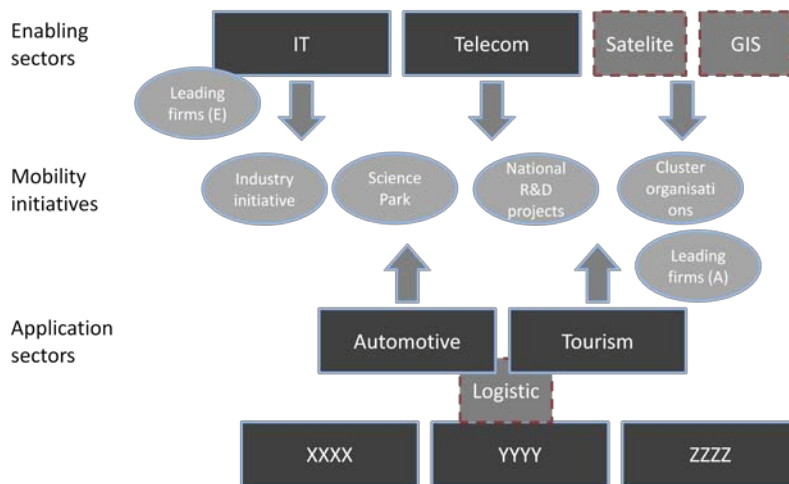 Enabling
sectors
IT
Telecom
Satelite
GIS
Leading
firms (E)
Mobility
initiatives
Industry
initiative
Science
Park
National
R&D
projects
Cluster
organisati
ons
Leading
firms (A)
Application
sectors
Automotive
Tourism
Logistic
XXXX
YYYY
ZZZZ